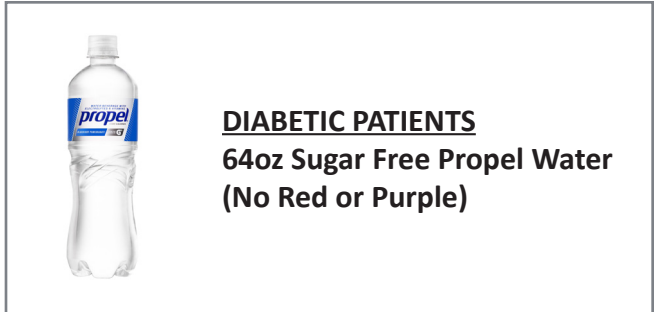 propel
DIABETIC PATIENTS
64oz Sugar Free Propel Water
(No Red or Purple)